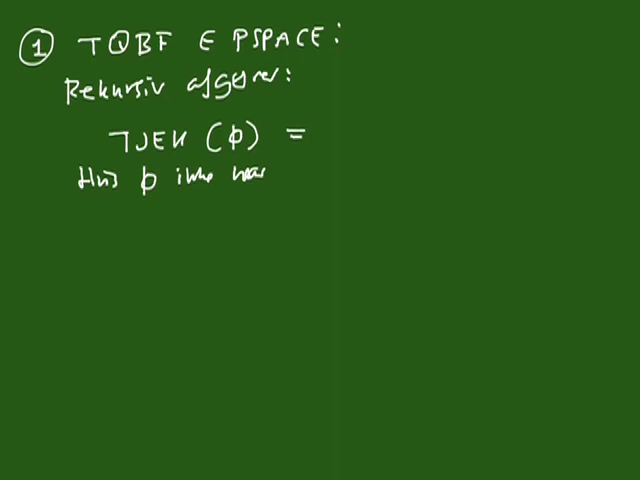 ① TQBF ∈ PSPACE:
Rekursiv afgører:
TJEK (ϕ) =
Hvis ϕ ikke har